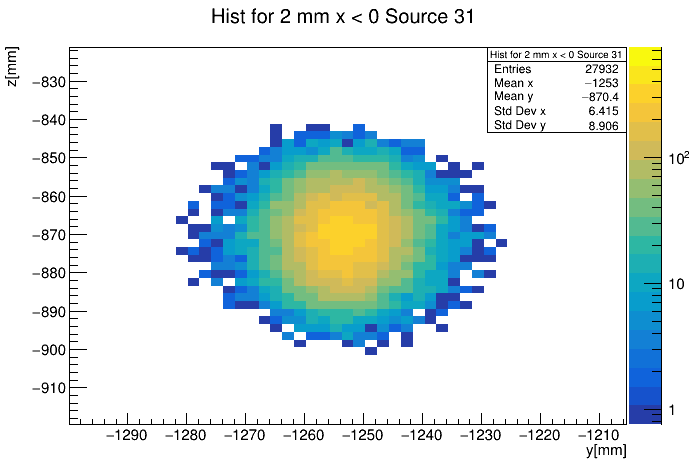 Hist for 2 mm x < 0 Source 31
z[mm]
Hist for 2 mm x < 0 Source 31
Entries 27932
Mean x −1253
Mean y −870.4
Std Dev x 6.415
Std Dev y 8.906
−830
−840
−850
−860
−870
−880
−890
−900
−910
10²
10
1
−1290 −1280 −1270 −1260 −1250 −1240 −1230 −1220 −1210
y[mm]